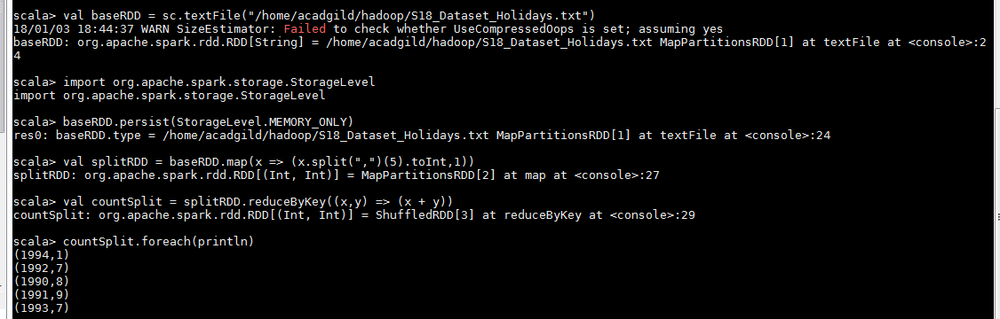 scala> val baseRDD = sc.textFile("/home/acadgild/hadoop/S18_Dataset_Holidays.txt")
18/01/03 18:44:37 WARN SizeEstimator: Failed to check whether UseCompressedOops is set; assuming yes
baseRDD: org.apache.spark.rdd.RDD[String] = /home/acadgild/hadoop/S18_Dataset_Holidays.txt MapPartitionsRDD[1] at textFile at <console>:2
4
scala> import org.apache.spark.storage.StorageLevel
import org.apache.spark.storage.StorageLevel
scala> baseRDD.persist(StorageLevel.MEMORY_ONLY)
res0: baseRDD.type = /home/acadgild/hadoop/S18_Dataset_Holidays.txt MapPartitionsRDD[1] at textFile at <console>:24
scala> val splitRDD = baseRDD.map(x => (x.split(",")(5).toInt,1))
splitRDD: org.apache.spark.rdd.RDD[(Int, Int)] = MapPartitionsRDD[2] at map at <console>:27
scala> val countSplit = splitRDD.reduceByKey((x,y) => (x + y))
countSplit: org.apache.spark.rdd.RDD[(Int, Int)] = ShuffledRDD[3] at reduceByKey at <console>:29
scala> countSplit.foreach(println)
(1994,1)
(1992,7)
(1990,8)
(1991,9)
(1993,7)